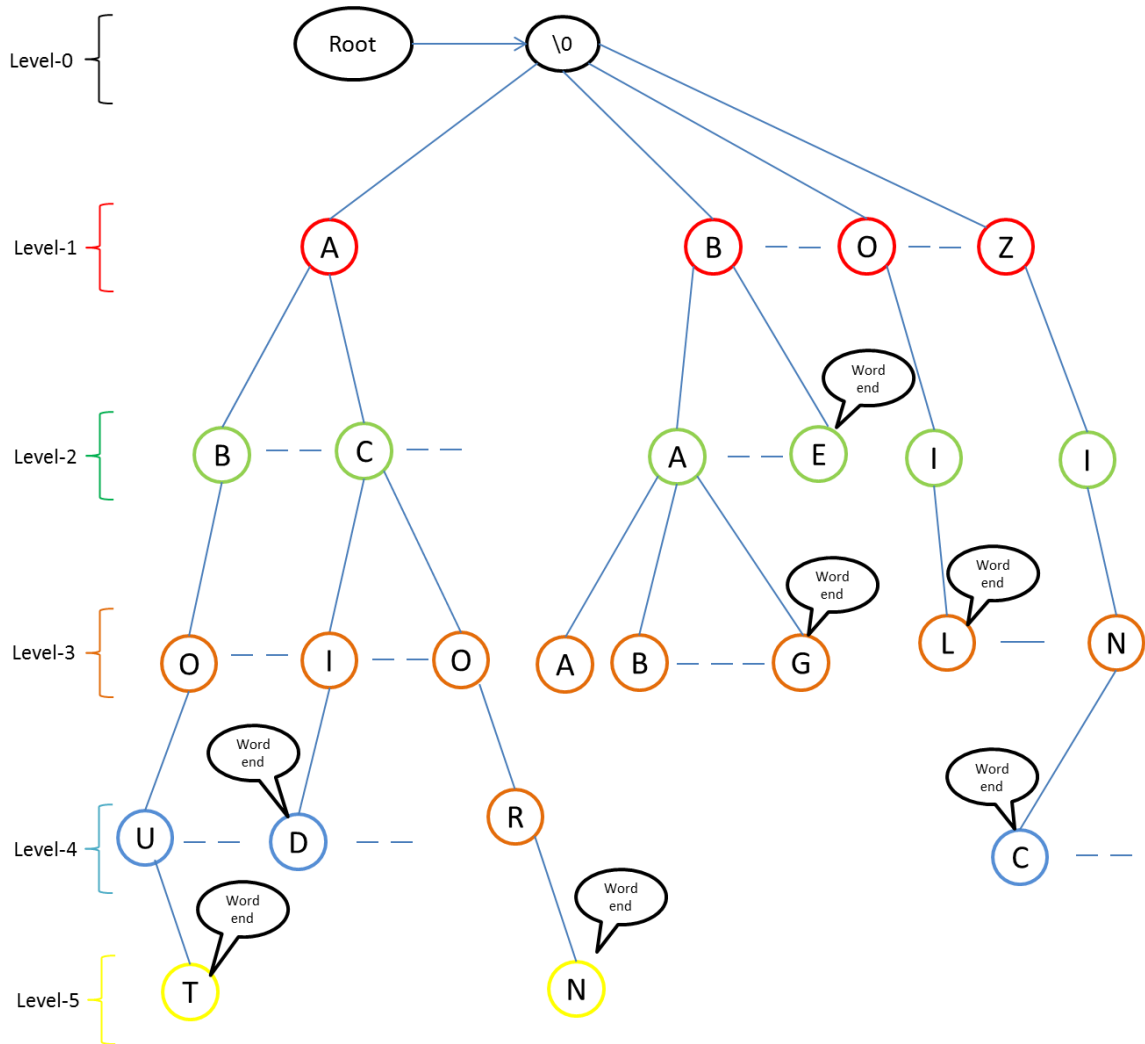 Level-0
Root
\0
Level-1
A
B
O
Z
Word
end
Level-2
B
C
A
E
I
I
Word
end
Word
end
Level-3
O
I
O
A
B
G
L
N
Word
end
Word
end
Level-4
U
D
R
C
Word
end
Word
end
Level-5
T
N